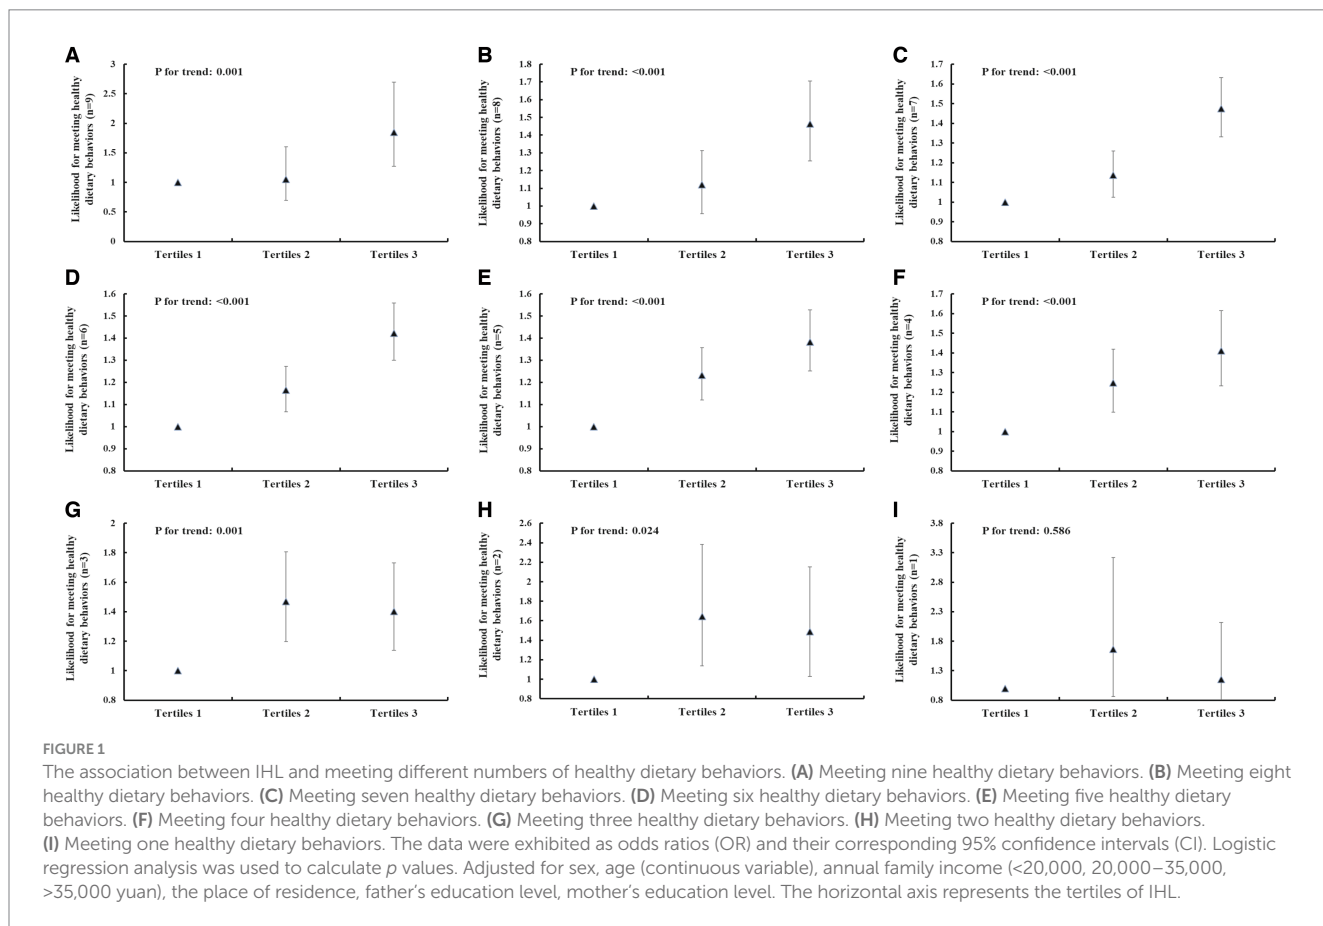 A
Likelihood for meeting healthy
dietary behaviors (n=9)
P for trend: 0.001
3
2.5
2
1.5
1
0.5
0
Tertiles 1 Tertiles 2 Tertiles 3
B
Likelihood for meeting healthy
dietary behaviors (n=8)
P for trend: <0.001
1.8
1.7
1.6
1.5
1.4
1.3
1.2
1.1
1
0.9
0.8
Tertiles 1 Tertiles 2 Tertiles 3
C
Likelihood for meeting healthy
dietary behaviors (n=7)
P for trend: <0.001
1.7
1.6
1.5
1.4
1.3
1.2
1.1
1
0.9
0.8
Tertiles 1 Tertiles 2 Tertiles 3
D
Likelihood for meeting healthy
dietary behaviors (n=6)
P for trend: <0.001
1.6
1.5
1.4
1.3
1.2
1.1
1
0.9
0.8
Tertiles 1 Tertiles 2 Tertiles 3
E
Likelihood for meeting healthy
dietary behaviors (n=5)
P for trend: <0.001
1.6
1.5
1.4
1.3
1.2
1.1
1
0.9
0.8
Tertiles 1 Tertiles 2 Tertiles 3
F
Likelihood for meeting healthy
dietary behaviors (n=4)
P for trend: <0.001
1.7
1.6
1.5
1.4
1.3
1.2
1.1
1
0.9
0.8
Tertiles 1 Tertiles 2 Tertiles 3
G
Likelihood for meeting healthy
dietary behaviors (n=3)
P for trend: 0.001
2
1.8
1.6
1.4
1.2
1
0.8
Tertiles 1 Tertiles 2 Tertiles 3
H
Likelihood for meeting healthy
dietary behaviors (n=2)
P for trend: 0.024
2.6
2.4
2.2
2
1.8
1.6
1.4
1.2
1
0.8
Tertiles 1 Tertiles 2 Tertiles 3
I
Likelihood for meeting healthy
dietary behaviors (n=1)
P for trend: 0.586
3.8
3.3
2.8
2.3
1.8
1.3
0.8
Tertiles 1 Tertiles 2 Tertiles 3
FIGURE 1
The association between IHL and meeting different numbers of healthy dietary behaviors. (A) Meeting nine healthy dietary behaviors. (B) Meeting eight
healthy dietary behaviors. (C) Meeting seven healthy dietary behaviors. (D) Meeting six healthy dietary behaviors. (E) Meeting five healthy dietary
behaviors. (F) Meeting four healthy dietary behaviors. (G) Meeting three healthy dietary behaviors. (H) Meeting two healthy dietary behaviors.
(I) Meeting one healthy dietary behaviors. The data were exhibited as odds ratios (OR) and their corresponding 95% confidence intervals (CI). Logistic
regression analysis was used to calculate p values. Adjusted for sex, age (continuous variable), annual family income (<20,000, 20,000–35,000,
>35,000 yuan), the place of residence, father's education level, mother's education level. The horizontal axis represents the tertiles of IHL.